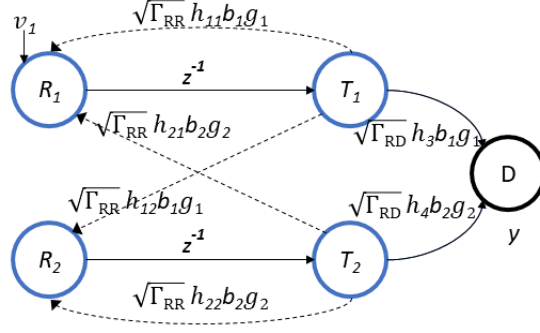 √Γ_RR h_11 b_1 g_1
v_1
R_1
z^-1
T_1
√Γ_RR h_21 b_2 g_2
√Γ_RD h_3 b_1 g_1
D
√Γ_RR h_12 b_1 g_1
√Γ_RD h_4 b_2 g_2
y
R_2
z^-1
T_2
√Γ_RR h_22 b_2 g_2